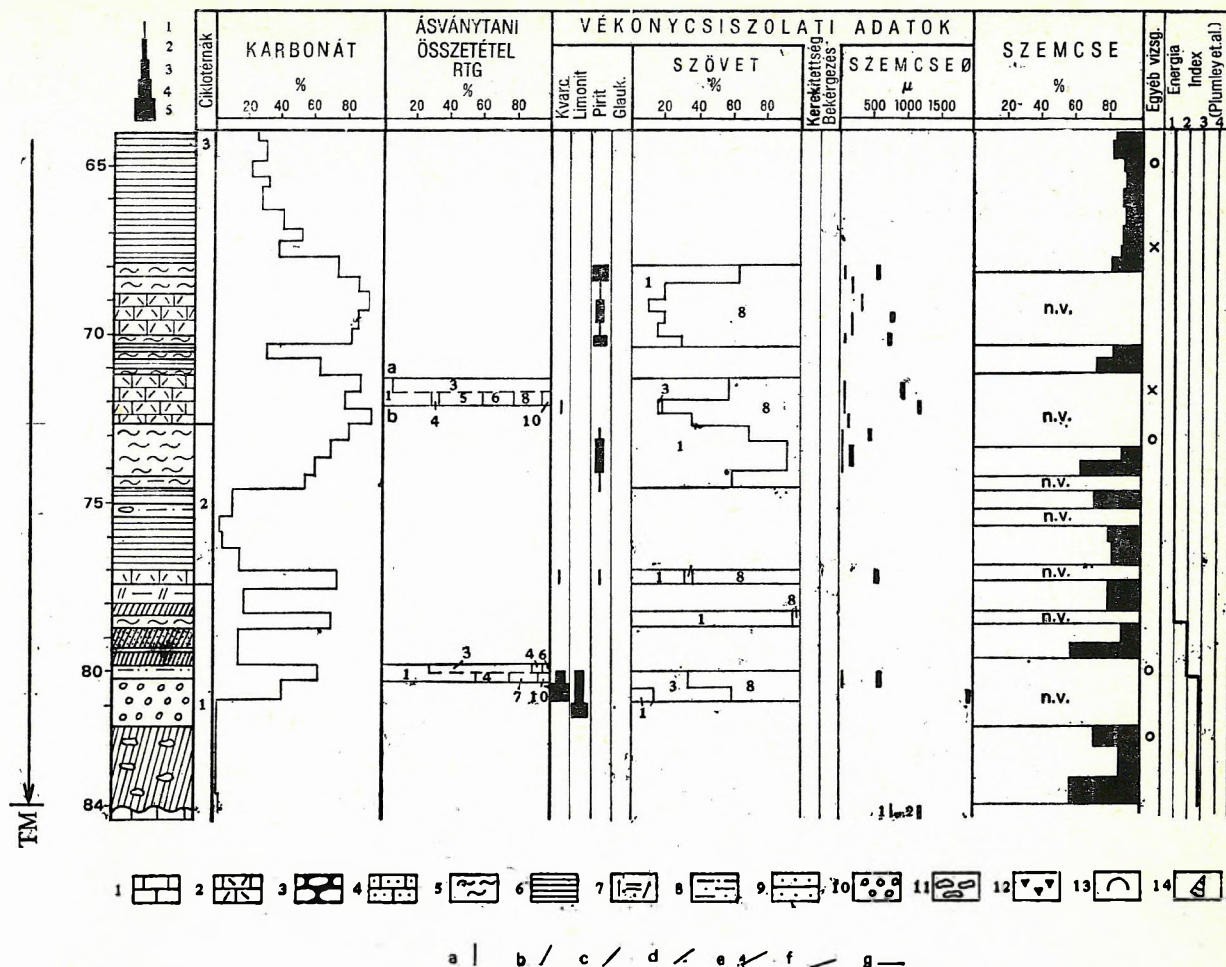 1
2
3
4
5
Ciklotérnák
KARBONÁT
%
20 40 60 80
ÁSVÁNYTANI
ÖSSZETÉTEL
RTG
%
20 40 60 80
VÉKONYCSISZOLATI ADATOK
Kvarc.
Limonit
Pirit
Glauk.
SZÖVET
%
20 40 60 80
Kerekítettség
Bekérgezés
SZEMCSEØ
μ
500 1000 1500
SZEMCSE
%
20 40 60 80
Egyéb vizsg.
Energia
Index
(Plumley et al.)
1 2 3 4
3
65
o
x
1
8
n.v.
70
a
3
1 5 6 8
b 4 10
3
8
1
x
n.v.
o
n.v.
75
2
n.v.
1 8
n.v.
8
1
n.v.
3 4 6
1 4
7 1 10
80
3 8
1
n.v.
o
1
o
84
TM
1 2
1 2 3 4 5 6 7 8 9 10 11 12 13 14
a b c d e f g